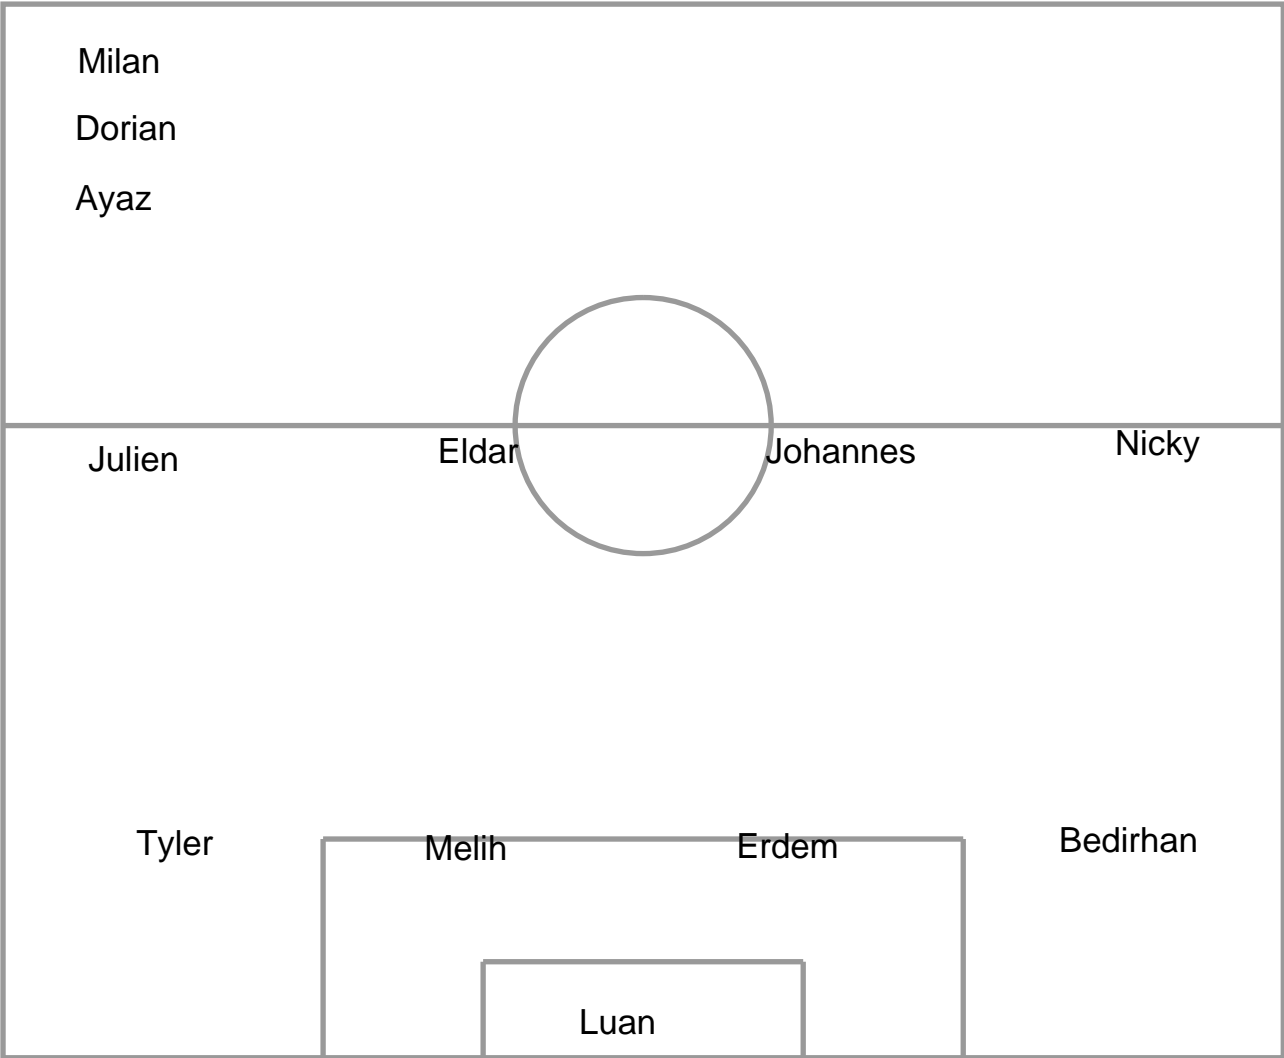 Milan
Dorian
Ayaz
Julien Eldar Johannes Nicky
Tyler Melih Erdem Bedirhan
Luan